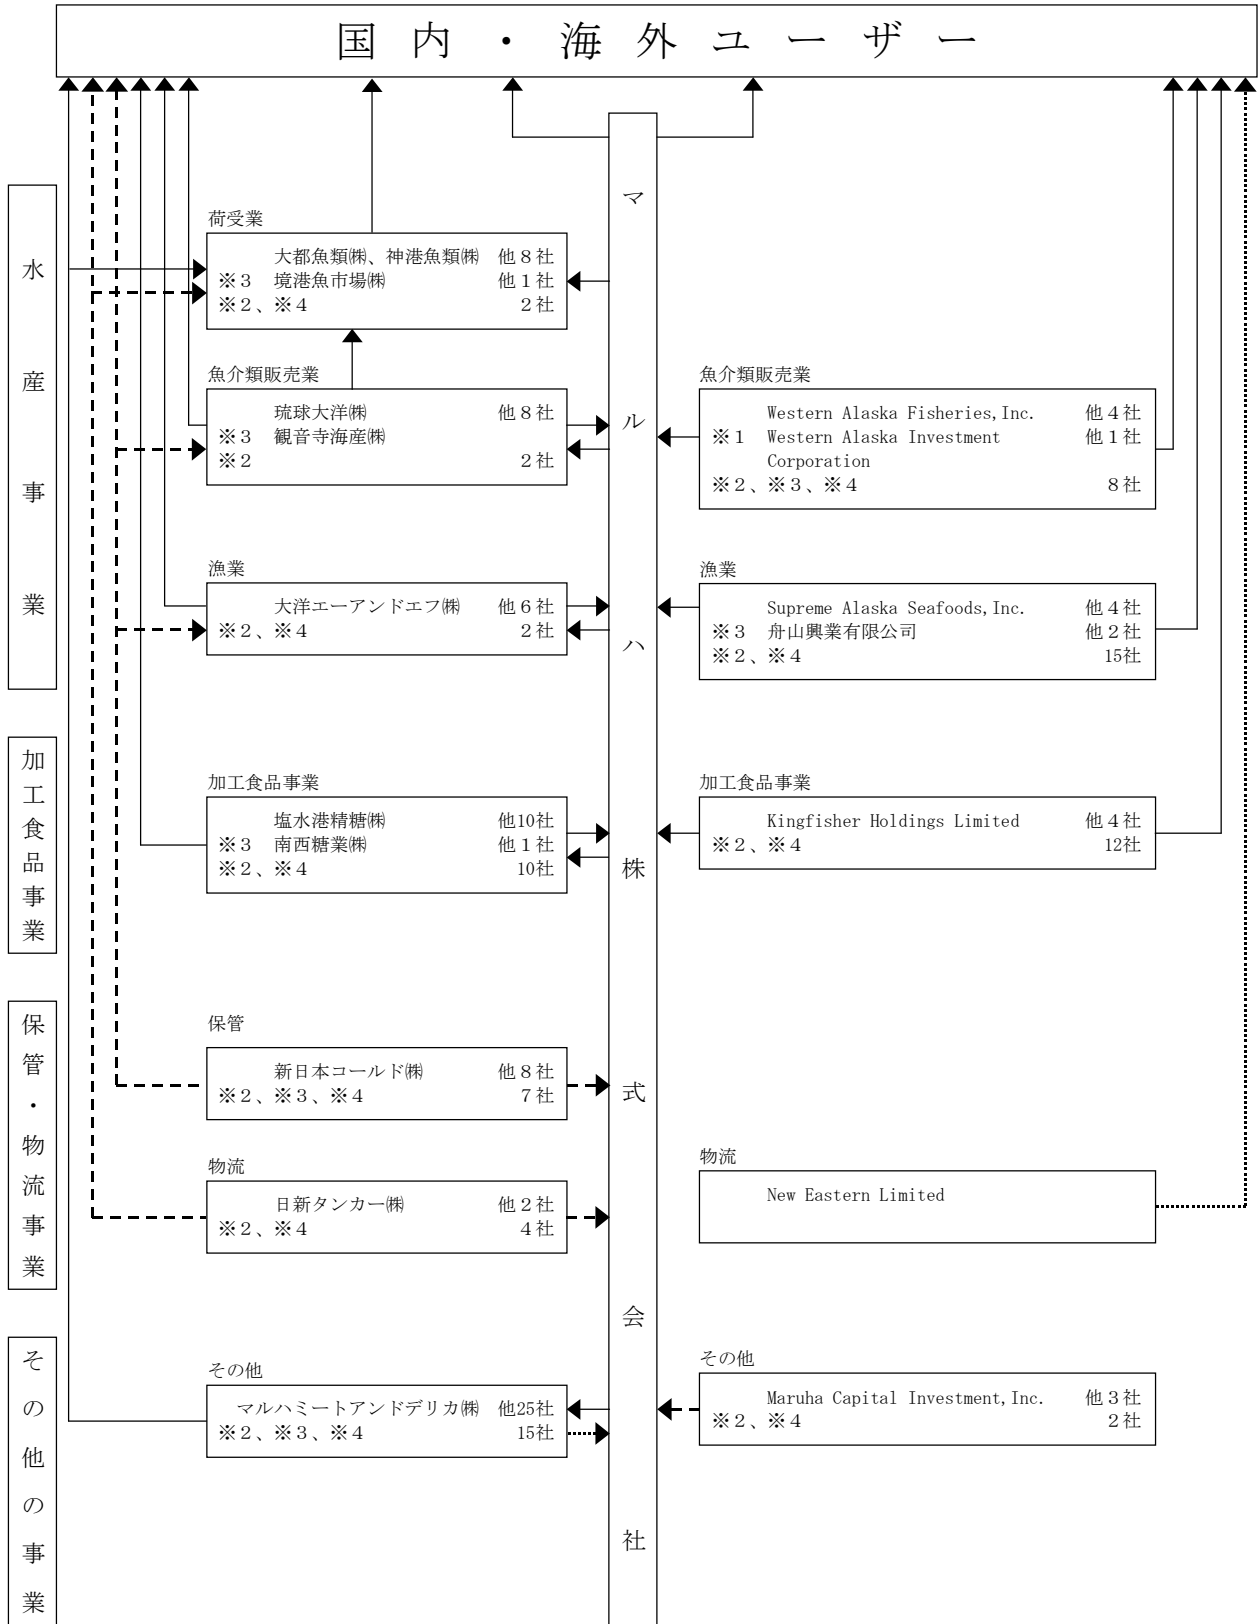 国内・海外ユーザー
水産事業
荷受業
大都魚類㈱、神港魚類㈱ 他8社
※3 境港魚市場㈱ 他1社
※2、※4 2社
魚介類販売業
琉球大洋㈱ 他8社
※3 観音寺海産㈱
※2 2社
漁業
大洋エーアンドエフ㈱ 他6社
※2、※4 2社
加工食品事業
加工食品事業
塩水港精糖㈱ 他10社
※3 南西糖業㈱ 他1社
※2、※4 10社
保管・物流事業
保管
新日本コールド㈱ 他8社
※2、※3、※4 7社
物流
日新タンカー㈱ 他2社
※2、※4 4社
その他の事業
その他
マルハミートアンドデリカ㈱ 他25社
※2、※3、※4 15社
マルハ株式会社
魚介類販売業
Western Alaska Fisheries,Inc. 他4社
※1 Western Alaska Investment 他1社
Corporation
※2、※3、※4 8社
漁業
Supreme Alaska Seafoods,Inc. 他4社
※3 舟山興業有限公司 他2社
※2、※4 15社
加工食品事業
Kingfisher Holdings Limited 他4社
※2、※4 12社
物流
New Eastern Limited
その他
Maruha Capital Investment,Inc. 他3社
※2、※4 2社